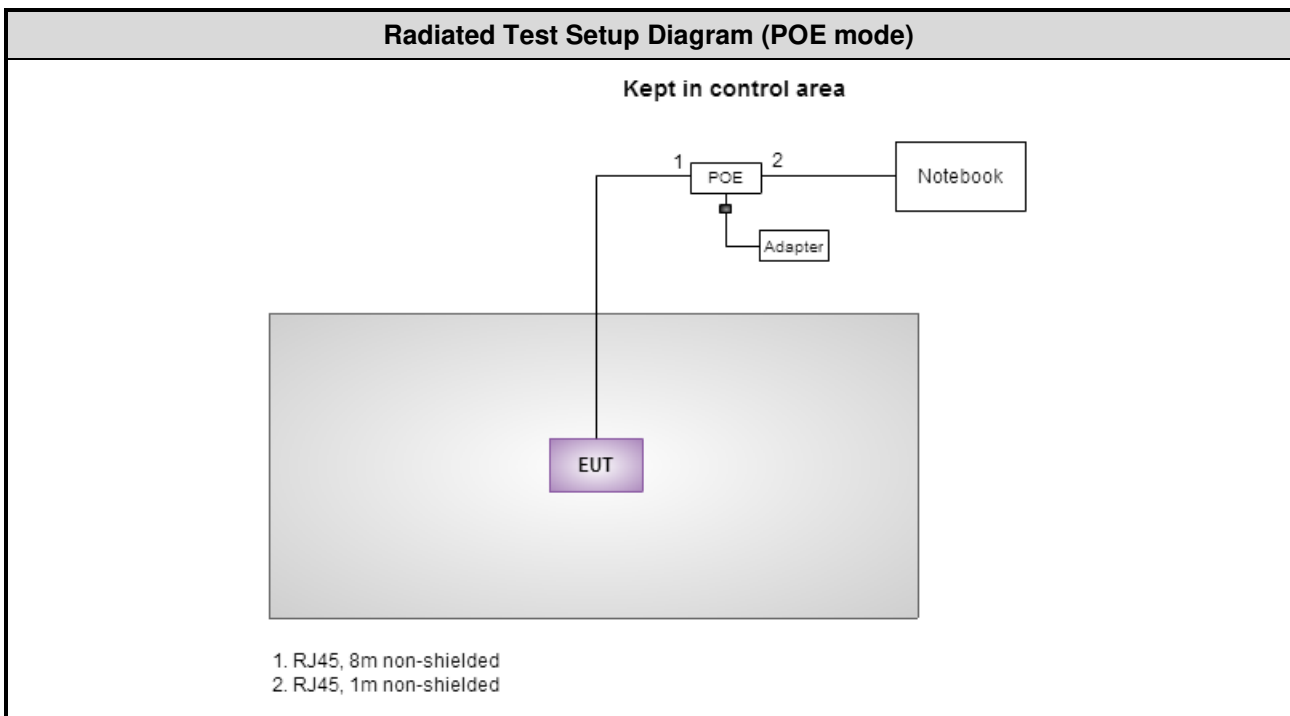 Radiated Test Setup Diagram (POE mode)
Kept in control area
1
2
POE
Notebook
Adapter
EUT
1. RJ45, 8m non-shielded
2. RJ45, 1m non-shielded